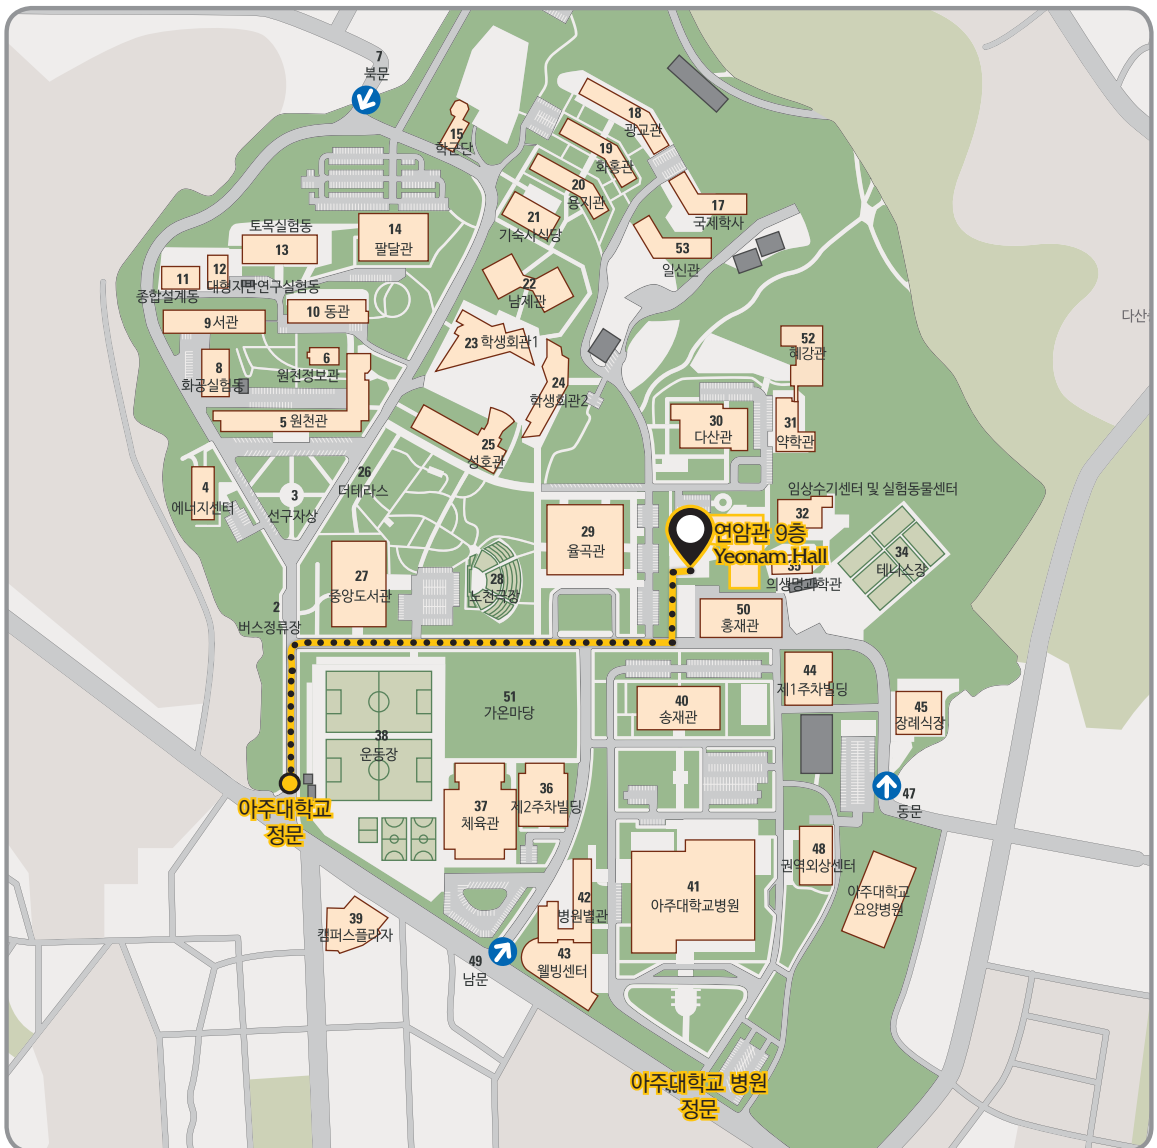 7
북문
15
학군단
18
광교관
19
화홍관
20
용지관
21
기숙사식당
17
국제학사
53
일신관
14
팔달관
토목실험동
13
12
대형지반연구실험동
11
종합설계동
10 동관
9 서관
22
남제관
23 학생회관1
24
학생회관2
8
화공실험동
6
원천정보관
5 원천관
25
성호관
26
더테라스
4
에너지센터
3
선구자상
52
혜강관
30
다산관
31
약학관
임상수기센터 및 실험동물센터
32
29
율곡관
연암관 9층
Yeonam Hall
35
의생명과학관
34
테니스장
27
중앙도서관
28
노천극장
50
홍재관
2
버스정류장
51
가온마당
44
제1주차빌딩
40
송재관
45
장례식장
38
운동장
아주대학교
정문
37
체육관
36
제2주차빌딩
47
동문
48
권역외상센터
41
아주대학교병원
아주대학교
요양병원
42
병원별관
43
웰빙센터
39
캠퍼스플라자
49
남문
아주대학교 병원
정문